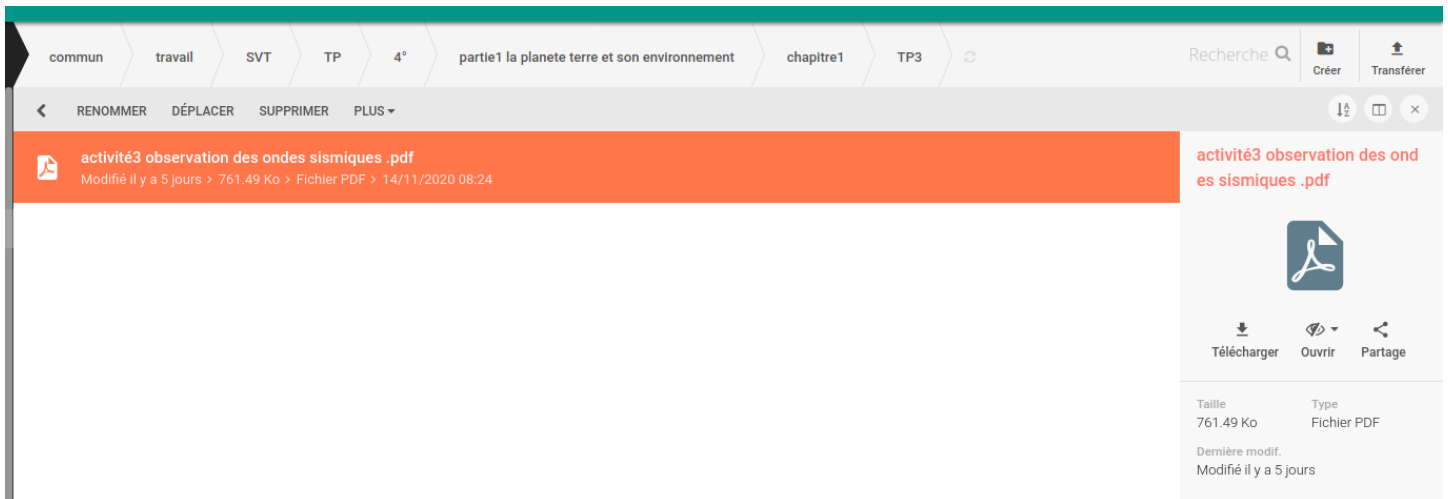 commun travail SVT TP 4° partie1 la planete terre et son environnement chapitre1 TP3 Recherche Créer Transférer
RENOMMER DÉPLACER SUPPRIMER PLUS
activité3 observation des ondes sismiques .pdf
Modifié il y a 5 jours > 761.49 Ko > Fichier PDF > 14/11/2020 08:24
activité3 observation des ond
es sismiques .pdf
Télécharger Ouvrir Partage
Taille Type
761.49 Ko Fichier PDF
Dernière modif.
Modifié il y a 5 jours